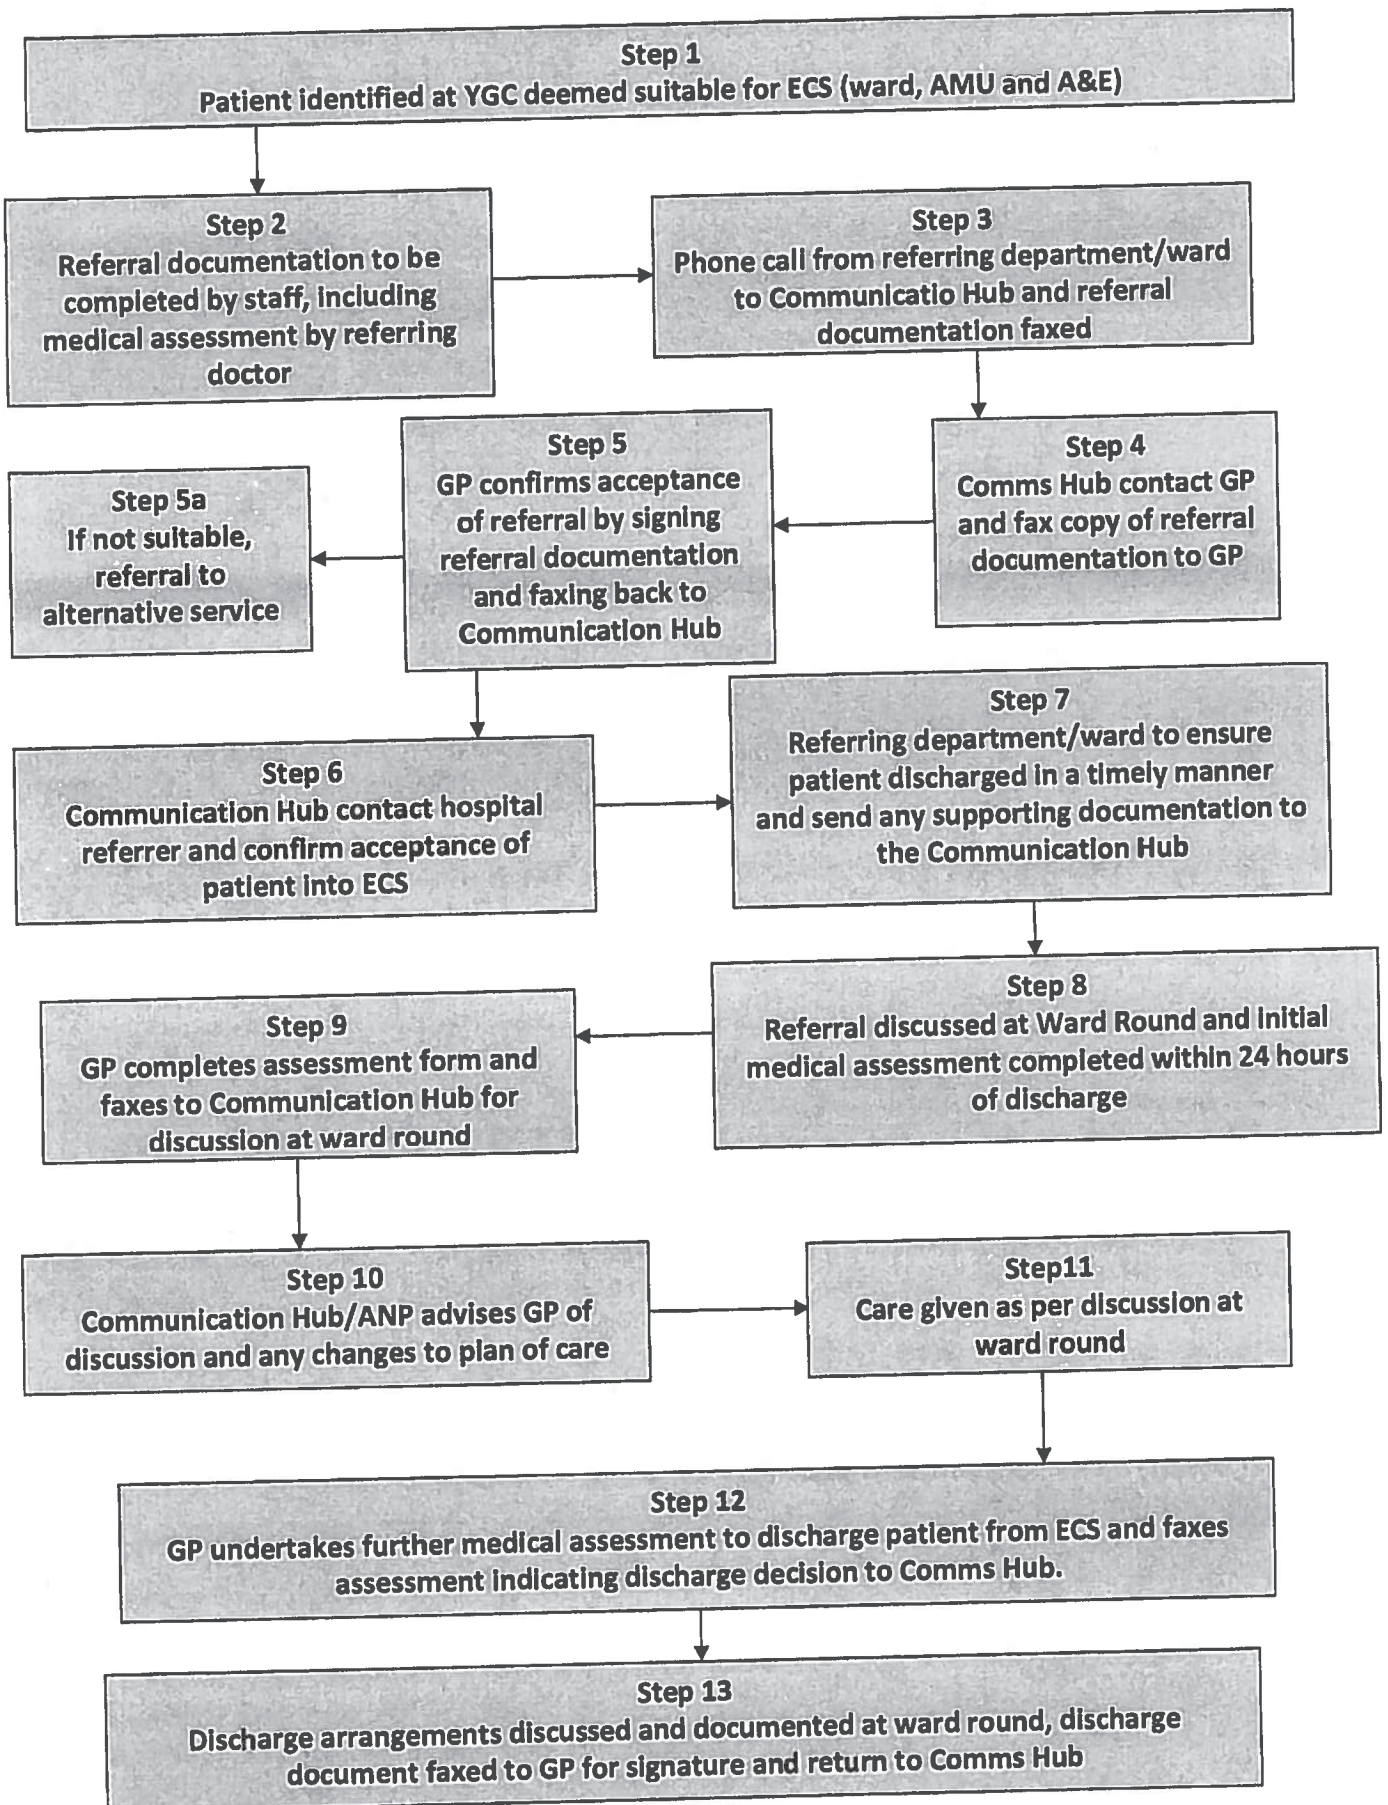 Step 1
Patient identified at YGC deemed suitable for ECS (ward, AMU and A&E)
Step 2
Referral documentation to be
completed by staff, including
medical assessment by referring
doctor
Step 3
Phone call from referring department/ward
to Communicatio Hub and referral
documentation faxed
Step 4
Comms Hub contact GP
and fax copy of referral
documentation to GP
Step 5
GP confirms acceptance
of referral by signing
referral documentation
and faxing back to
Communication Hub
Step 5a
If not suitable,
referral to
alternative service
Step 6
Communication Hub contact hospital
referrer and confirm acceptance of
patient into ECS
Step 7
Referring department/ward to ensure
patient discharged in a timely manner
and send any supporting documentation to
the Communication Hub
Step 8
Referral discussed at Ward Round and initial
medical assessment completed within 24 hours
of discharge
Step 9
GP completes assessment form and
faxes to Communication Hub for
discussion at ward round
Step 10
Communication Hub/ANP advises GP of
discussion and any changes to plan of care
Step11
Care given as per discussion at
ward round
Step 12
GP undertakes further medical assessment to discharge patient from ECS and faxes
assessment indicating discharge decision to Comms Hub.
Step 13
Discharge arrangements discussed and documented at ward round, discharge
document faxed to GP for signature and return to Comms Hub